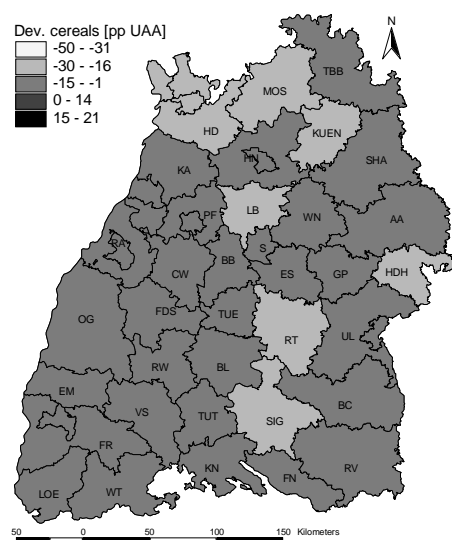 Dev. cereals [pp UAA]
-50 - -31
-30 - -16
-15 - -1
0 - 14
15 - 21
N
TBB
MOS
HD
KUEN
HN
SHA
KA
PF
LB
WN
AA
RA
S
CW
BB
ES
GP
HDH
OG
FDS
TUE
RT
UL
RW
BL
EM
VS
TUT
SIG
BC
FR
KN
FN
RV
LOE
WT
50 0 50 100 150 Kilometers